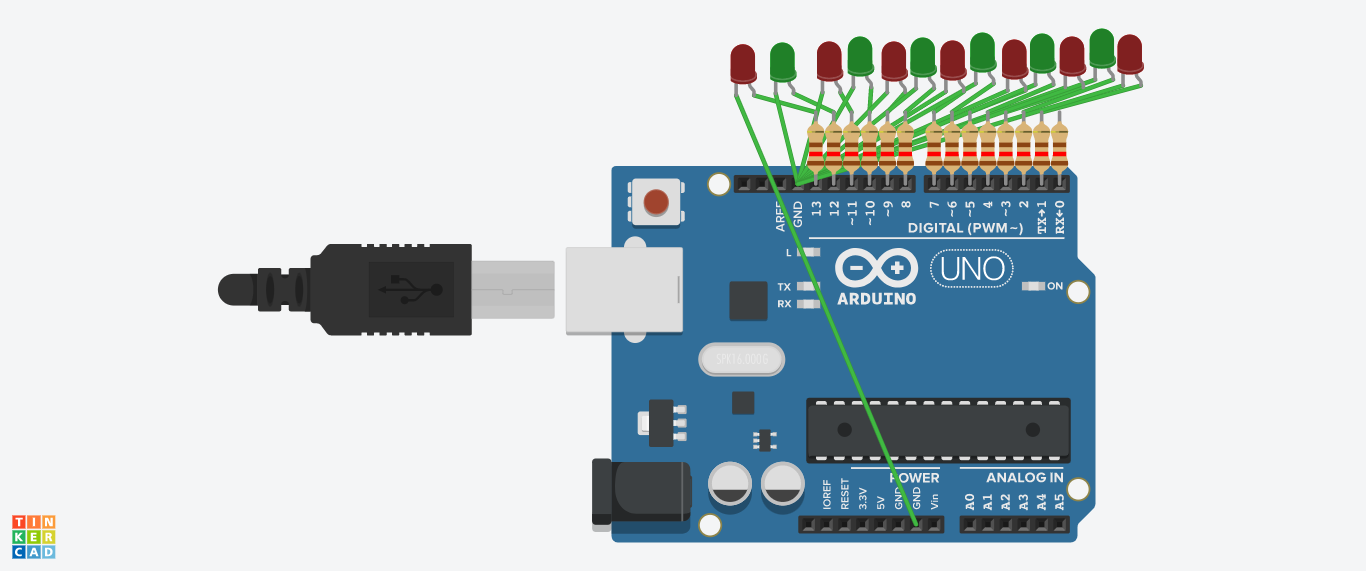 AREF
GND
13
12
~11
~10
~9
8
7
~6
~5
4
~3
2
TX→1
RX←0
DIGITAL (PWM~)
L
TX
RX
ARDUINO
UNO
ON
SPK16.000G
POWER
ANALOG IN
IOREF
RESET
3.3V
5V
GND
GND
Vin
A0
A1
A2
A3
A4
A5
TIN
KER
CAD